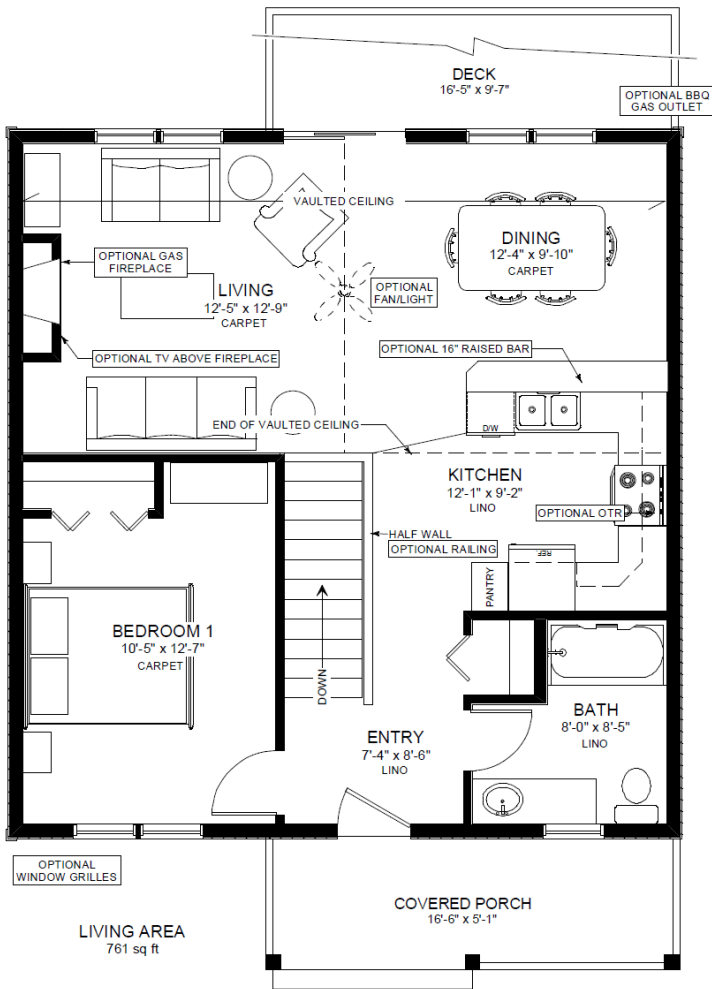 DECK
16'-5" x 9'-7"
OPTIONAL BBQ
GAS OUTLET
VAULTED CEILING
DINING
12'-4" x 9'-10"
CARPET
OPTIONAL GAS
FIREPLACE
LIVING
12'-5" x 12'-9"
CARPET
OPTIONAL
FAN/LIGHT
OPTIONAL TV ABOVE FIREPLACE
OPTIONAL 16" RAISED BAR
END OF VAULTED CEILING
D/W
KITCHEN
12'-1" x 9'-2"
LINO
OPTIONAL OTR
HALF WALL
OPTIONAL RAILING
REF.
PANTRY
BEDROOM 1
10'-5" x 12'-7"
CARPET
DOWN
ENTRY
7'-4" x 8'-6"
LINO
BATH
8'-0" x 8'-5"
LINO
OPTIONAL
WINDOW GRILLES
LIVING AREA
761 sq ft
COVERED PORCH
16'-6" x 5'-1"